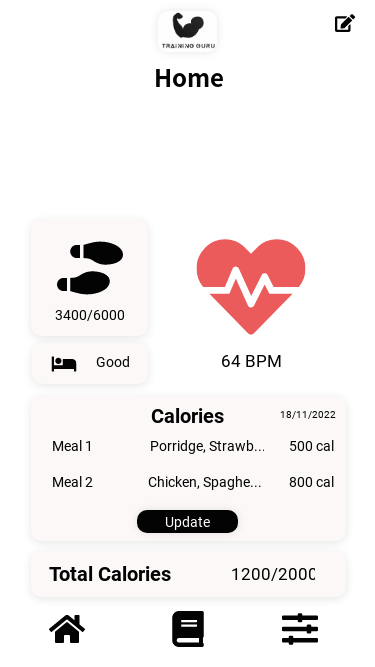 TRAINING GURU
Home
3400/6000
Good
64 BPM
Calories 18/11/2022
Meal 1 Porridge, Strawb... 500 cal
Meal 2 Chicken, Spaghe... 800 cal
Update
Total Calories 1200/2000